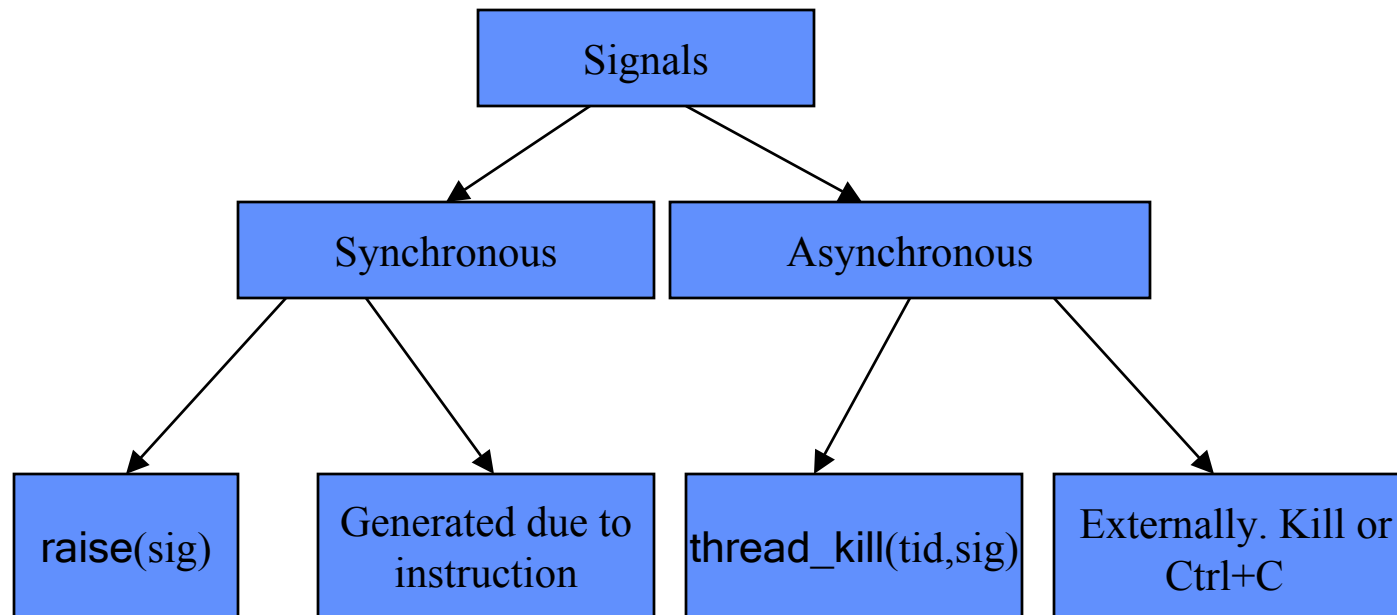 Signals
Synchronous
Asynchronous
raise(sig)
Generated due to
instruction
thread_kill(tid,sig)
Externally. Kill or
Ctrl+C